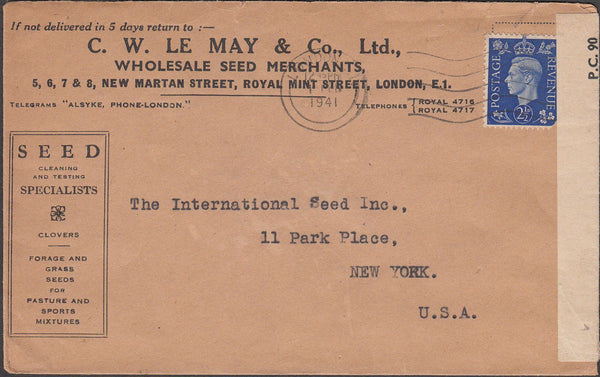 If not delivered in 5 days return to :—
C. W. LE MAY & Co., Ltd.,
WHOLESALE SEED MERCHANTS,
5, 6, 7 & 8, NEW MARTAN STREET, ROYAL MINT STREET, LONDON, E.1.
TELEGRAMS "ALSYKE, PHONE-LONDON."
TELEPHONES { ROYAL 4716
ROYAL 4717
1941
POSTAGE
REVENUE
2½D
P.C. 90
SEED
CLEANING
AND TESTING
SPECIALISTS
CLOVERS
FORAGE AND
GRASS
SEEDS
FOR
PASTURE AND
SPORTS
MIXTURES
The International Seed Inc.,
11 Park Place,
NEW YORK.
U.S.A.